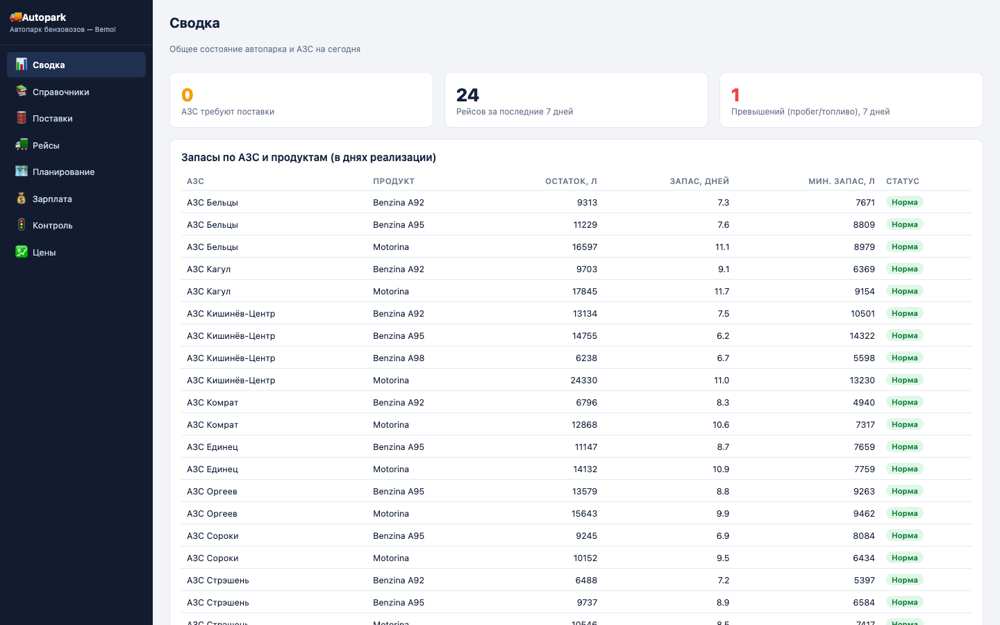 Autopark
Автопарк бензовозов — Bemol
Сводка
Справочники
Поставки
Рейсы
Планирование
Зарплата
Контроль
Цены
Сводка
Общее состояние автопарка и АЗС на сегодня
0
АЗС требуют поставки
24
Рейсов за последние 7 дней
1
Превышений (пробег/топливо), 7 дней
Запасы по АЗС и продуктам (в днях реализации)
АЗС ПРОДУКТ ОСТАТОК, Л ЗАПАС, ДНЕЙ МИН. ЗАПАС, Л СТАТУС
АЗС Бельцы Benzina A92 9313 7.3 7671 Норма
АЗС Бельцы Benzina A95 11229 7.6 8809 Норма
АЗС Бельцы Motorina 16597 11.1 8979 Норма
АЗС Кагул Benzina A92 9703 9.1 6369 Норма
АЗС Кагул Motorina 17845 11.7 9154 Норма
АЗС Кишинёв-Центр Benzina A92 13134 7.5 10501 Норма
АЗС Кишинёв-Центр Benzina A95 14755 6.2 14322 Норма
АЗС Кишинёв-Центр Benzina A98 6238 6.7 5598 Норма
АЗС Кишинёв-Центр Motorina 24330 11.0 13230 Норма
АЗС Комрат Benzina A92 6796 8.3 4940 Норма
АЗС Комрат Motorina 12868 10.6 7317 Норма
АЗС Единец Benzina A95 11147 8.7 7659 Норма
АЗС Единец Motorina 14132 10.9 7759 Норма
АЗС Оргеев Benzina A95 13579 8.8 9263 Норма
АЗС Оргеев Motorina 15643 9.9 9462 Норма
АЗС Сороки Benzina A95 9245 6.9 8084 Норма
АЗС Сороки Motorina 10152 9.5 6434 Норма
АЗС Стрэшень Benzina A92 6488 7.2 5397 Норма
АЗС Стрэшень Benzina A95 9737 8.9 6584 Норма
АЗС Стрэшень Motorina 10546 8.5 7417 Норма